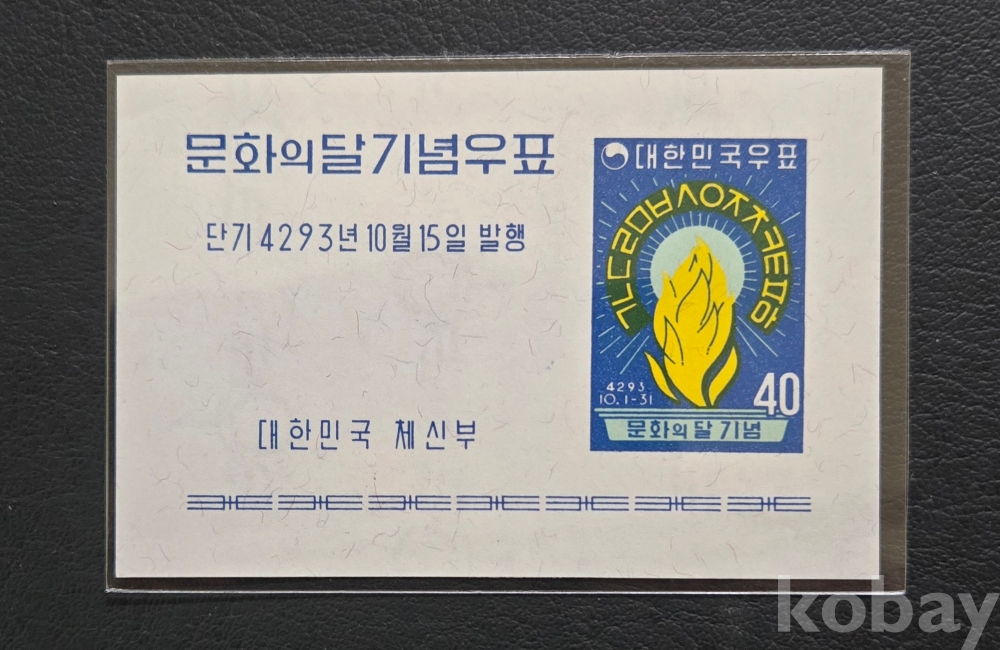 문화의달기념우표
단기 4293년 10월 15일 발행
대한민국 체신부
대한민국우표
ㄱㄴㄷㄹㅁㅂㅅㅇㅈㅊㅋㅌㅍㅎ
4293
10.1-31
40
문화의달기념
kobay